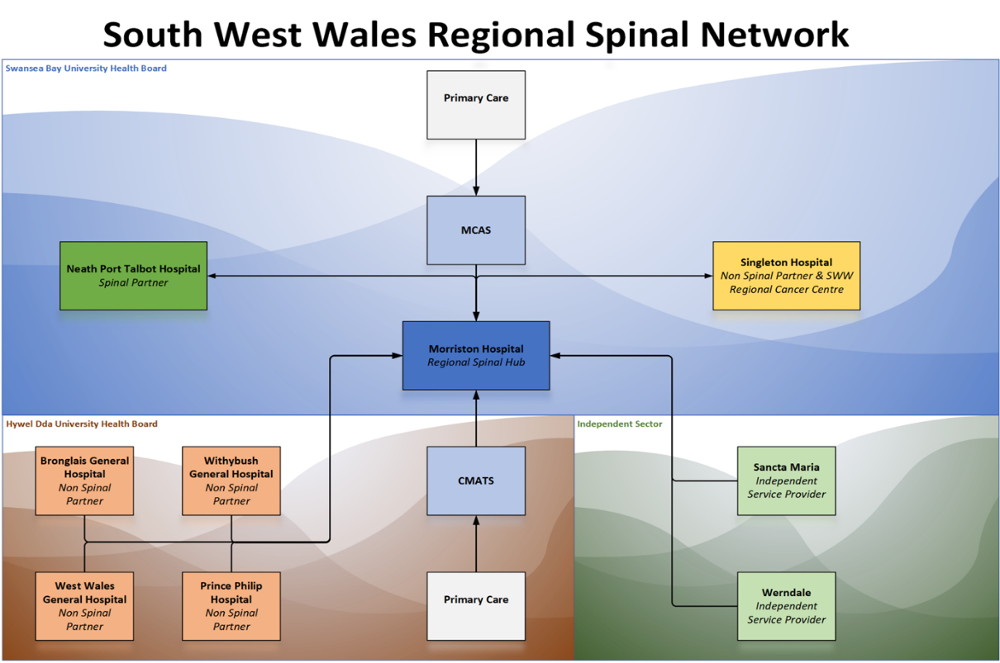 South West Wales Regional Spinal Network
Swansea Bay University Health Board
Primary Care
MCAS
Neath Port Talbot Hospital
Spinal Partner
Singleton Hospital
Non Spinal Partner & SWW
Regional Cancer Centre
Morriston Hospital
Regional Spinal Hub
Hywel Dda University Health Board
Bronglais General
Hospital
Non Spinal
Partner
Withybush
General Hospital
Non Spinal
Partner
CMATS
West Wales
General Hospital
Non Spinal
Partner
Prince Philip
Hospital
Non Spinal
Partner
Primary Care
Independent Sector
Sancta Maria
Independent
Service Provider
Werndale
Independent
Service Provider